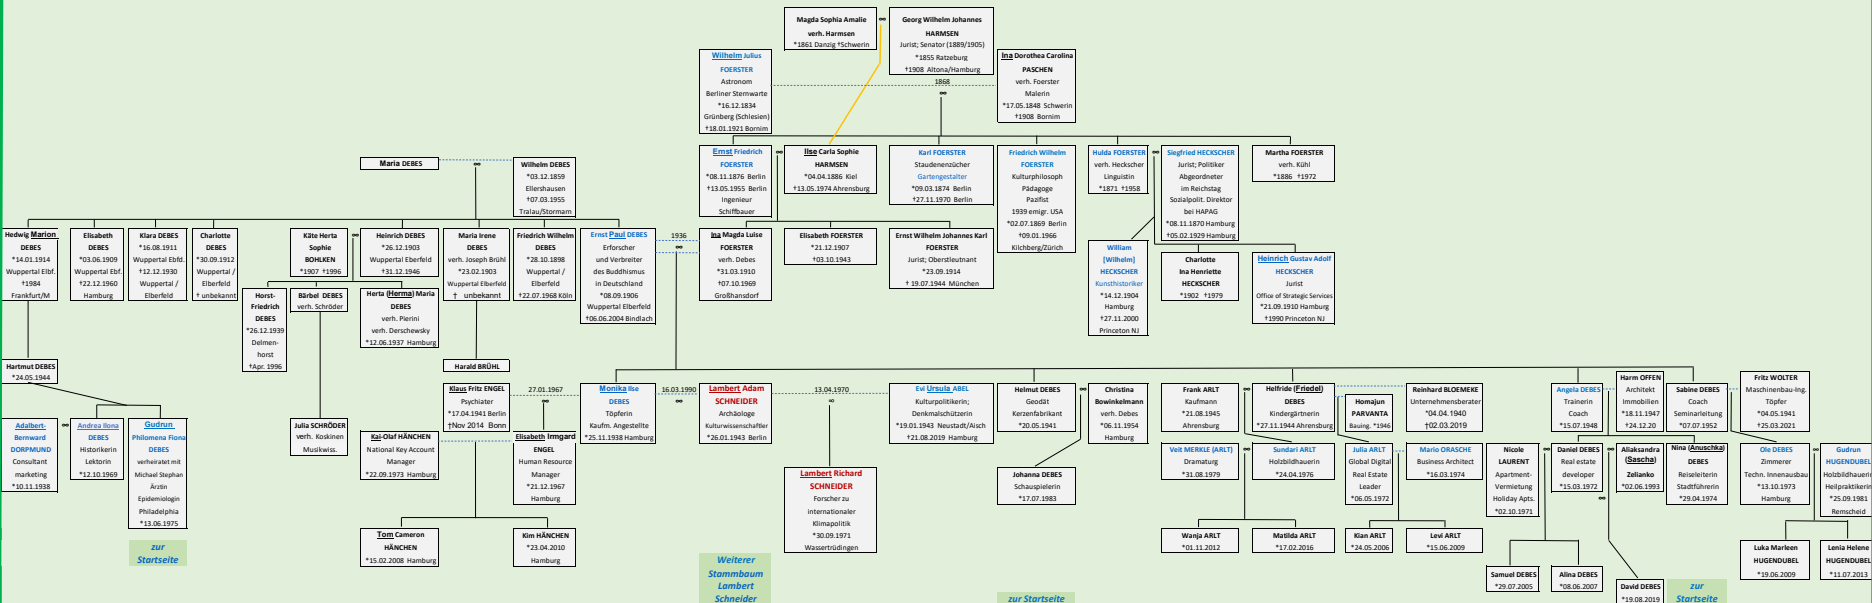 Magda Sophia Amalie
verh. Harmsen
*1861 Danzig †Schwerin
∞
Georg Wilhelm Johannes
HARMSEN
Jurist; Senator (1889/1905)
*1855 Ratzeburg
†1908 Altona/Hamburg
Wilhelm Julius
FOERSTER
Astronom
Berliner Sternwarte
*16.12.1834
Grünberg (Schlesien)
†18.01.1921 Bornim
1868
∞
Ina Dorothea Carolina
PASCHEN
verh. Foerster
Malerin
*17.05.1848 Schwerin
†1908 Bornim
Maria DEBES
∞
Wilhelm DEBES
*03.12.1859
Ellershausen
†07.03.1955
Tralau/Stormarn
Ernst Friedrich
FOERSTER
*08.11.1876 Berlin
†13.05.1955 Berlin
Ingenieur
Schiffbauer
∞
Ilse Carla Sophie
HARMSEN
*04.04.1886 Kiel
†13.05.1974 Ahrensburg
Karl FOERSTER
Staudenzücher
Gartengestalter
*09.03.1874 Berlin
†27.11.1970 Berlin
Friedrich Wilhelm
FOERSTER
Kulturphilosoph
Pädagoge
Pazifist
1939 emigr. USA
*02.07.1869 Berlin
†09.01.1966
Kilchberg/Zürich
Hulda FOERSTER
verh. Heckscher
Linguistin
*1871 †1958
∞
Siegfried HECKSCHER
Jurist; Politiker
Abgeordneter
im Reichstag
Sozialpolit. Direktor
bei HAPAG
*08.11.1870 Hamburg
†05.02.1929 Hamburg
Martha FOERSTER
verh. Kühl
*1886 †1972
Hedwig Marion
DEBES
*14.01.1914
Wuppertal Elbf.
†1984
Frankfurt/M
Elisabeth
DEBES
*03.06.1909
Wuppertal Ebf.
†22.12.1960
Hamburg
Klara DEBES
*16.08.1911
Wuppertal Ebfd.
†12.12.1930
Wuppertal /
Elberfeld
Charlotte
DEBES
*30.09.1912
Wuppertal /
Elberfeld
† unbekannt
Käte Herta
Sophie
BOHLKEN
*1907 †1996
∞
Heinrich DEBES
*26.12.1903
Wuppertal Eberfeld
†31.12.1946
Maria Irene
DEBES
verh. Joseph Brühl
*23.02.1903
Wuppertal Elberfeld
† unbekannt
Friedrich Wilhelm
DEBES
*28.10.1898
Wuppertal /
Elberfeld
†22.07.1968 Köln
Ernst Paul DEBES
Erforscher
und Verbreiter
des Buddhismus
in Deutschland
*08.09.1906
Wuppertal Elberfeld
†06.06.2004 Bindlach
1936
∞
Ina Magda Luise
FOERSTER
verh. Debes
*31.03.1910
†07.10.1969
Großhansdorf
Elisabeth FOERSTER
*21.12.1907
†03.10.1943
Ernst Wilhelm Johannes Karl
FOERSTER
Jurist; Oberstleutnant
*23.09.1914
† 19.07.1944 München
William
[Wilhelm]
HECKSCHER
Kunsthistoriker
*14.12.1904
Hamburg
†27.11.2000
Princeton NJ
Charlotte
Ina Henriette
HECKSCHER
*1902 †1979
Heinrich Gustav Adolf
HECKSCHER
Jurist
Office of Strategic Services
*21.09.1910 Hamburg
†1990 Princeton NJ
Horst-
Friedrich
DEBES
*26.12.1939
Delmen-
horst
†Apr. 1996
Bärbel DEBES
verh. Schröder
Herta (Herma) Maria
DEBES
verh. Pierini
verh. Derschewsky
*12.06.1937 Hamburg
Hartmut DEBES
*24.05.1944
Harald BRÜHL
Klaus Fritz ENGEL
Psychiater
*17.04.1941 Berlin
†Nov 2014 Bonn
27.01.1967
∞
Monika Ilse
DEBES
Töpferin
Kaufm. Angestellte
*25.11.1938 Hamburg
16.03.1990
∞
Lambert Adam
SCHNEIDER
Archäologe
Kulturwissenschaftler
*26.01.1943 Berlin
13.04.1970
∞
Evi Ursula ABEL
Kulturpolitikerin;
Denkmalschützerin
*19.01.1943 Neustadt/Aisch
†21.08.2019 Hamburg
Helmut DEBES
Geodät
Kerzenfabrikant
*20.05.1941
∞
Christina
Bowinkelmann
verh. Debes
*06.11.1954
Hamburg
Frank ARLT
Kaufmann
*21.08.1945
Ahrensburg
∞
Helfride (Friedel)
DEBES
Kindergärtnerin
*27.11.1944 Ahrensburg
∞
Homajun
PARVANTA
Bauing. *1946
Reinhard BLOEMEKE
Unternehmensberater
*04.04.1940
†02.03.2019
Angela DEBES
Trainerin
Coach
*15.07.1948
Harm OFFEN
Architekt
Immobilien
*18.11.1947
*24.12.20
Sabine DEBES
Coach
Seminarleitung
*07.07.1952
∞
Fritz WOLTER
Maschinenbau-Ing.
Töpfer
*04.05.1941
†25.03.2021
Adalbert-
Bernward
DORPMUND
Consultant
marketing
*10.11.1938
∞
Andrea Ilona
DEBES
Historikerin
Lektorin
*12.10.1969
Gudrun
Philomena Fiona
DEBES
verheiratet mit
Michael Stephan
Ärztin
Epidemiologin
Philadelphia
*13.06.1975
Julia SCHRÖDER
verh. Koskinen
Musikwiss.
Kai-Olaf HÄNCHEN
National Key Account
Manager
*22.09.1973 Hamburg
∞
Elisabeth Irmgard
ENGEL
Human Resource
Manager
*21.12.1967
Hamburg
Lambert Richard
SCHNEIDER
Forscher zu
internationaler
Klimapolitik
*30.09.1971
Wassertrüdingen
Johanna DEBES
Schauspielerin
*17.07.1983
Veit MERKLE (ARLT)
Dramaturg
*31.08.1979
∞
Sundari ARLT
Holzbildhauerin
*24.04.1976
Julia ARLT
Global Digital
Real Estate
Leader
*06.05.1972
∞
Mario ORASCHE
Business Architect
*16.03.1974
Nicole
LAURENT
Apartment-
Vermietung
Holiday Apts.
*02.10.1971
∞
Daniel DEBES
Real estate
developer
*15.03.1972
∞
∞
Aliaksandra
(Sascha)
Zelianko
*02.06.1993
Nina (Anuschka)
DEBES
Reiseleiterin
Stadtführerin
*29.04.1974
Ole DEBES
Zimmerer
Techn. Innenausbau
*13.10.1973
Hamburg
∞
Gudrun
HUGENDUBEL
Holzbildhauerin
Heilpraktikerin
*25.09.1981
Remscheid
Tom Cameron
HÄNCHEN
*15.02.2008 Hamburg
Kim HÄNCHEN
*23.04.2010
Hamburg
Wanja ARLT
*01.11.2012
Matilda ARLT
*17.02.2016
Kian ARLT
*24.05.2006
Levi ARLT
*15.06.2009
Samuel DEBES
*29.07.2005
Alina DEBES
*08.06.2007
David DEBES
*19.08.2019
Luka Marleen
HUGENDUBEL
*19.06.2009
Lenia Helene
HUGENDUBEL
*11.07.2013
zur
Startseite
Weiterer
Stammbaum
Lambert
Schneider
zur Startseite
zur
Startseite